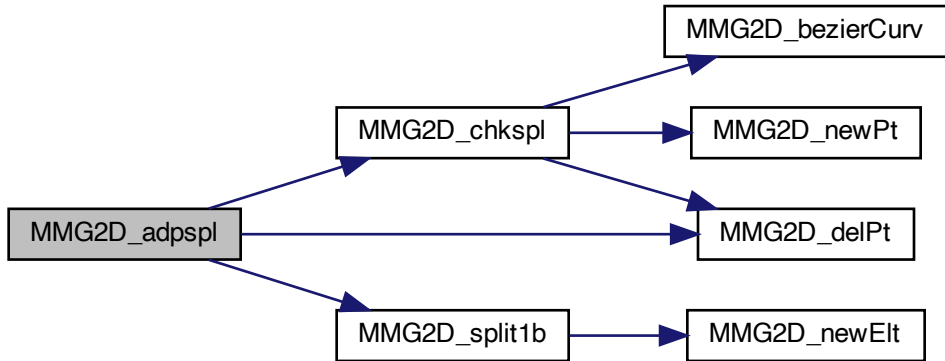 MMG2D_bezierCurv
MMG2D_chkspl
MMG2D_newPt
MMG2D_adpspl
MMG2D_delPt
MMG2D_split1b
MMG2D_newElt